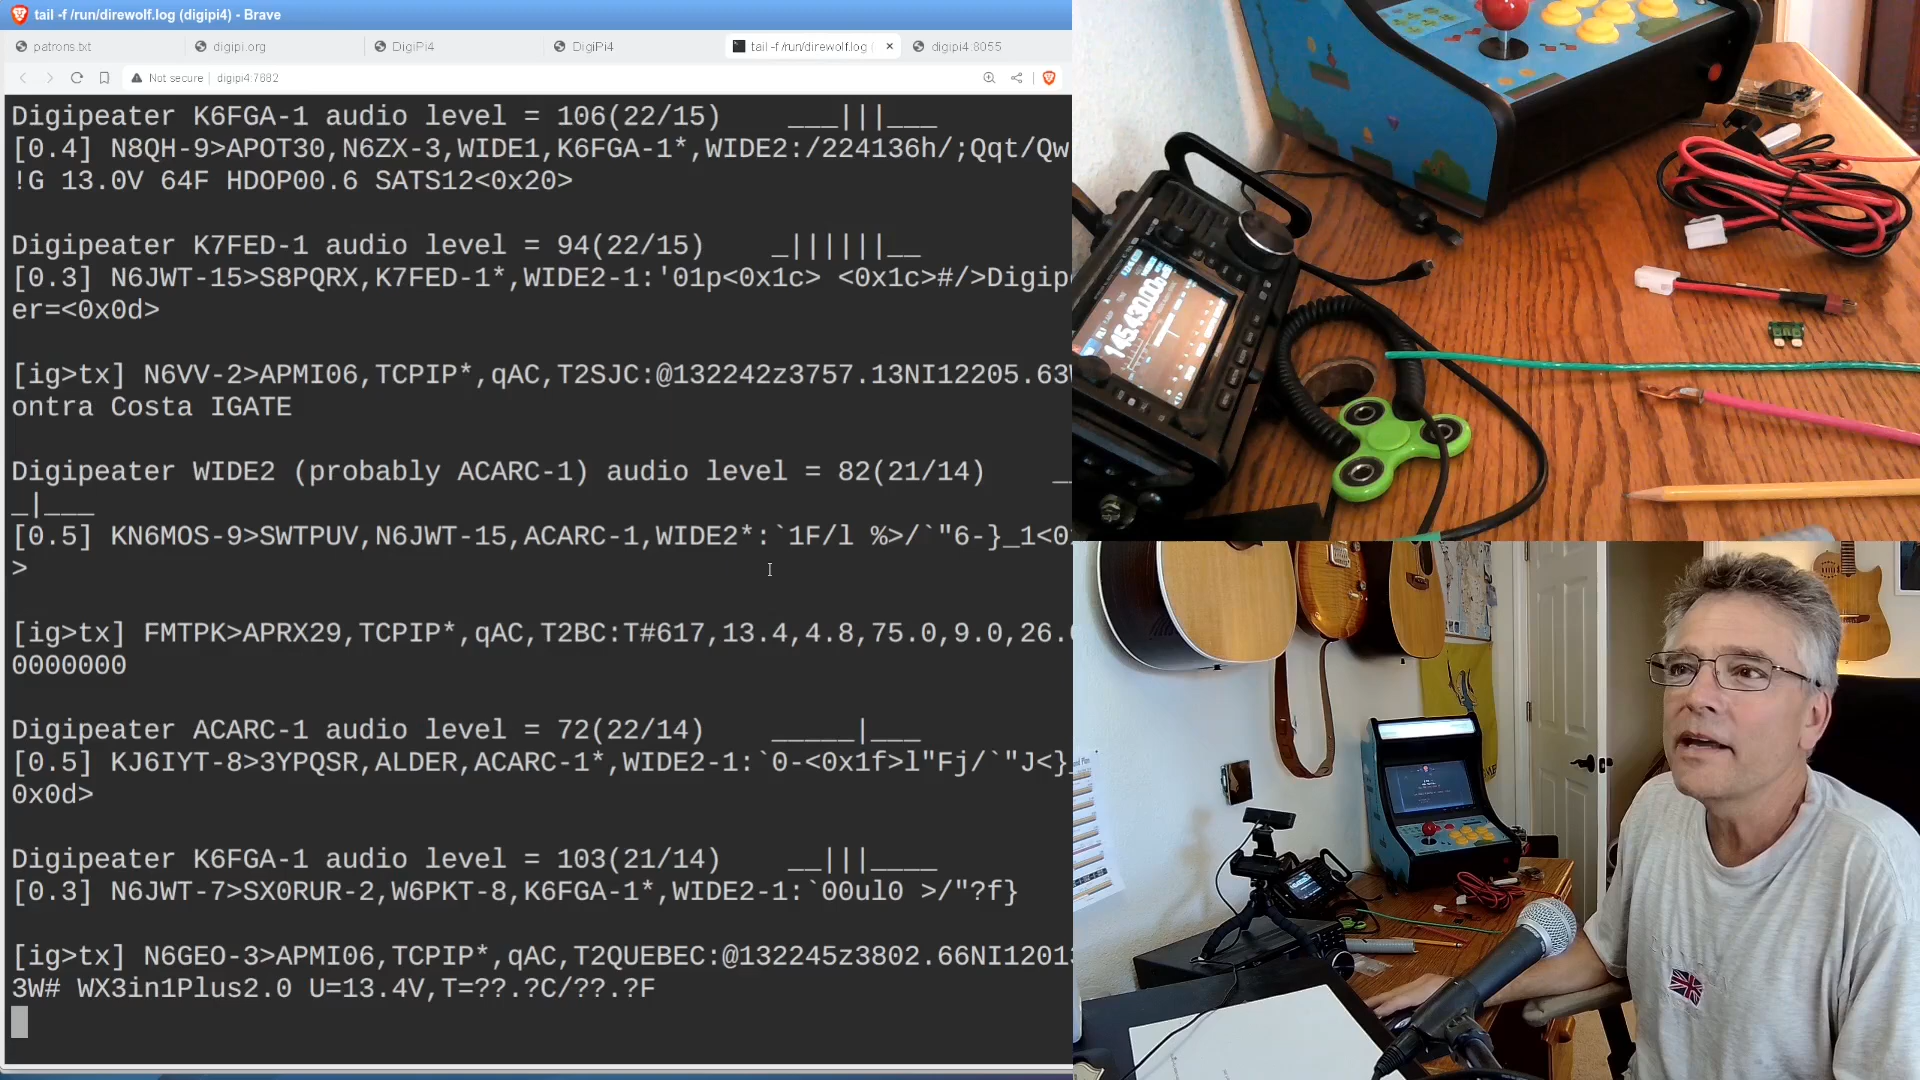 tail -f /run/direwolf.log (digipi4) - Brave
patrons.txt
digipi.org
DigiPi4
DigiPi4
tail -f /run/direwolf.log (
digipi4:8055
Not secure
digipi4:7682
Digipeater K6FGA-1 audio level = 106(22/15)    ___|||___
[0.4] N8QH-9>APOT30,N6ZX-3,WIDE1,K6FGA-1*,WIDE2:/224136h/;Qqt/Qw
!G 13.0V 64F HDOP00.6 SATS12<0x20>
Digipeater K7FED-1 audio level = 94(22/15)    _||||||__
[0.3] N6JWT-15>S8PQRX,K7FED-1*,WIDE2-1:'01p<0x1c> <0x1c>#/>Digip
er=<0x0d>
[ig>tx] N6VV-2>APMI06,TCPIP*,qAC,T2SJC:@132242z3757.13NI12205.63W
ontra Costa IGATE
Digipeater WIDE2 (probably ACARC-1) audio level = 82(21/14)    __
_|___
[0.5] KN6MOS-9>SWTPUV,N6JWT-15,ACARC-1,WIDE2*:`1F/l %>/`"6-}_1<0
>
[ig>tx] FMTPK>APRX29,TCPIP*,qAC,T2BC:T#617,13.4,4.8,75.0,9.0,26.0
0000000
Digipeater ACARC-1 audio level = 72(22/14)    _____|___
[0.5] KJ6IYT-8>3YPQSR,ALDER,ACARC-1*,WIDE2-1:`0-<0x1f>l"Fj/`"J<}_
0x0d>
Digipeater K6FGA-1 audio level = 103(21/14)    __|||____
[0.3] N6JWT-7>SX0RUR-2,W6PKT-8,K6FGA-1*,WIDE2-1:`00ul0 >/"?f}
[ig>tx] N6GEO-3>APMI06,TCPIP*,qAC,T2QUEBEC:@132245z3802.66NI12013
3W# WX3in1Plus2.0 U=13.4V,T=??.?C/??.?F
145.430.00